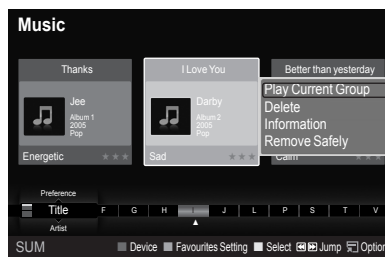 Music
Thanks
I Love You
Better than yesterday
Jee
Album 1
2005
Pop
Darby
Album 2
2005
Pop
Play Current Group
Delete
Information
Remove Safely
Energetic
Sad
Calm
Preference
Title
F G H I J L P S T V
Artist
SUM
Device Favourites Setting Select Jump Option